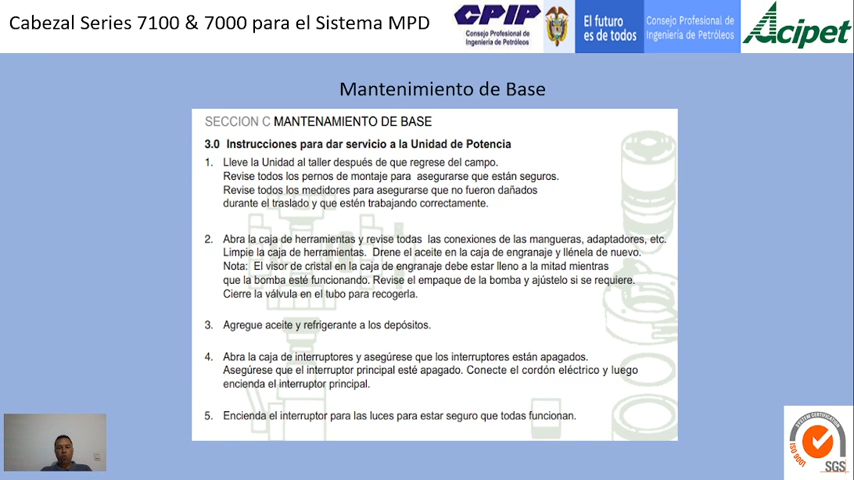 Cabezal Series 7100 & 7000 para el Sistema MPD
CPIP
Consejo Profesional de
Ingeniería de Petróleos
El futuro
es de todos
Consejo Profesional de
Ingeniería de Petróleos
Acipet
Mantenimiento de Base
SECCION C MANTENAMIENTO DE BASE
3.0 Instrucciones para dar servicio a la Unidad de Potencia
1. Lleve la Unidad al taller después de que regrese del campo.
Revise todos los pernos de montaje para asegurarse que están seguros.
Revise todos los medidores para asegurarse que no fueron dañados
durante el traslado y que estén trabajando correctamente.
2. Abra la caja de herramientas y revise todas las conexiones de las mangueras, adaptadores, etc.
Limpie la caja de herramientas. Drene el aceite en la caja de engranaje y llénela de nuevo.
Nota: El visor de cristal en la caja de engranaje debe estar lleno a la mitad mientras
que la bomba esté funcionando. Revise el empaque de la bomba y ajústelo si se requiere.
Cierre la válvula en el tubo para recogerla.
3. Agregue aceite y refrigerante a los depósitos.
4. Abra la caja de interruptores y asegúrese que los interruptores están apagados.
Asegúrese que el interruptor principal esté apagado. Conecte el cordón eléctrico y luego
encienda el interruptor principal.
5. Encienda el interruptor para las luces para estar seguro que todas funcionan.
SYSTEM CERTIFICATION
ISO 9001
SGS